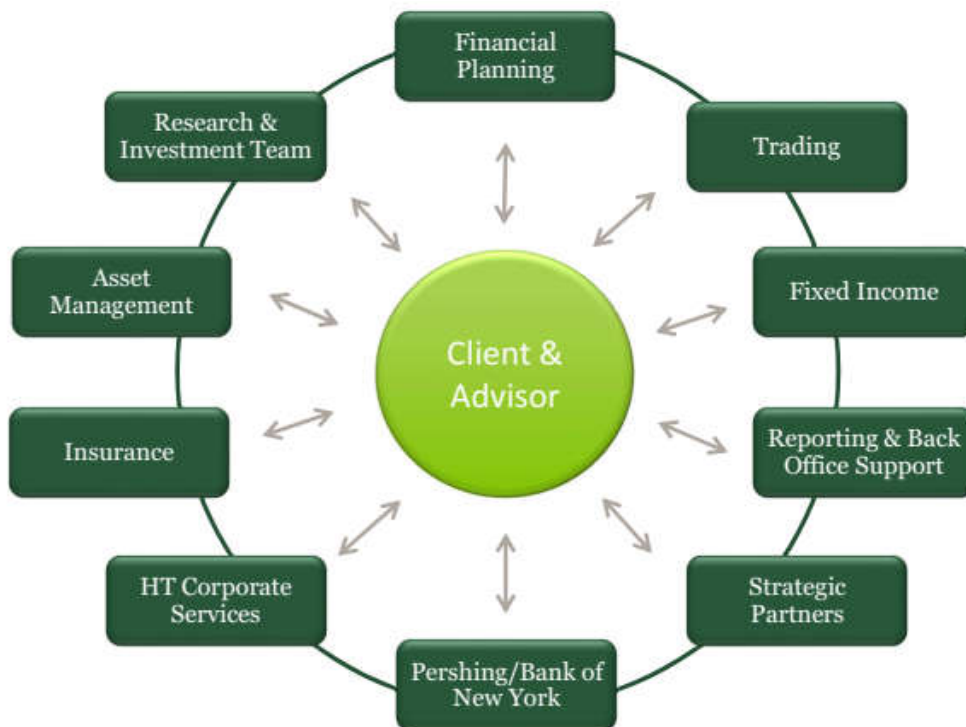 Financial
Planning
Trading
Fixed Income
Reporting & Back
Office Support
Strategic
Partners
Pershing/Bank of
New York
HT Corporate
Services
Insurance
Asset
Management
Research &
Investment Team
Client &
Advisor